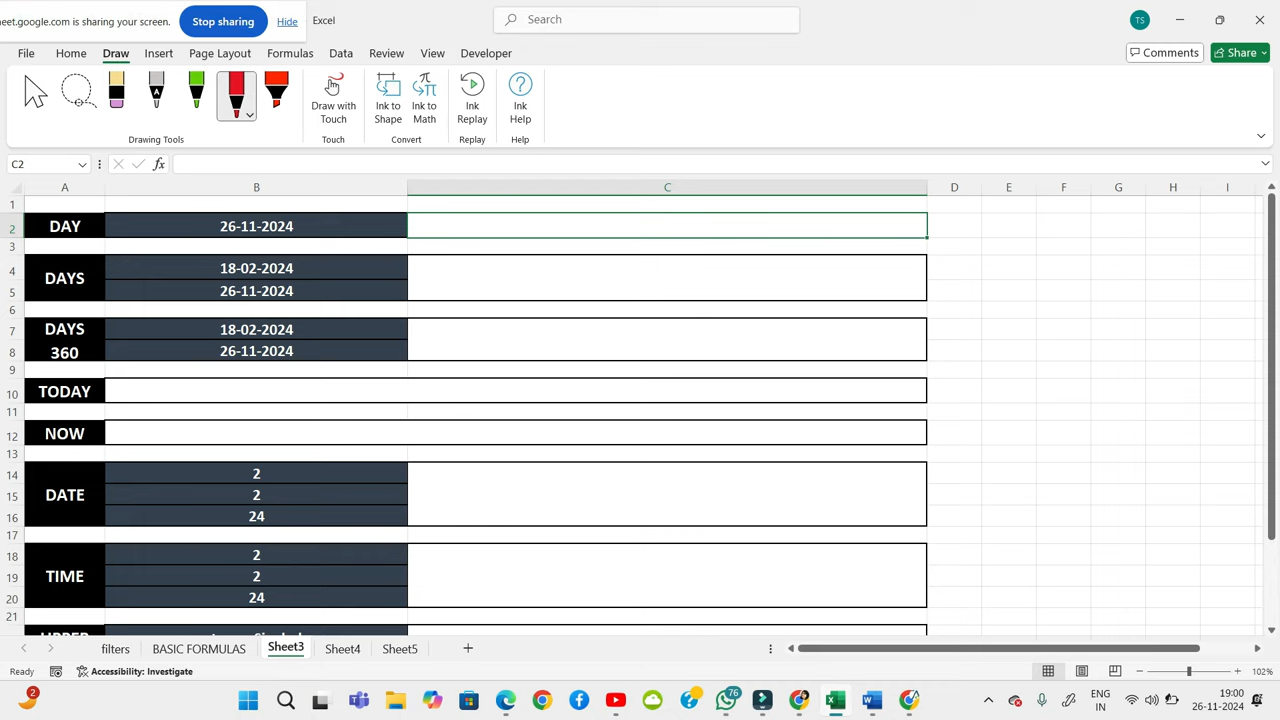 eet.google.com is sharing your screen.
Stop sharing
Hide
Excel
Search
TS
File
Home
Draw
Insert
Page Layout
Formulas
Data
Review
View
Developer
Comments
Share
Draw with
Touch
Ink to
Shape
Ink to
Math
Ink
Replay
Ink
Help
Drawing Tools
Touch
Convert
Replay
Help
C2
fx
A
B
C
D
E
F
G
H
I
1
2
DAY
26-11-2024
3
4
DAYS
18-02-2024
5
26-11-2024
6
7
DAYS
18-02-2024
8
360
26-11-2024
9
10
TODAY
11
12
NOW
13
14
2
15
DATE
2
16
24
17
18
2
19
TIME
2
20
24
21
filters
BASIC FORMULAS
Sheet3
Sheet4
Sheet5
Ready
Accessibility: Investigate
102%
2
76
ENG
IN
19:00
26-11-2024